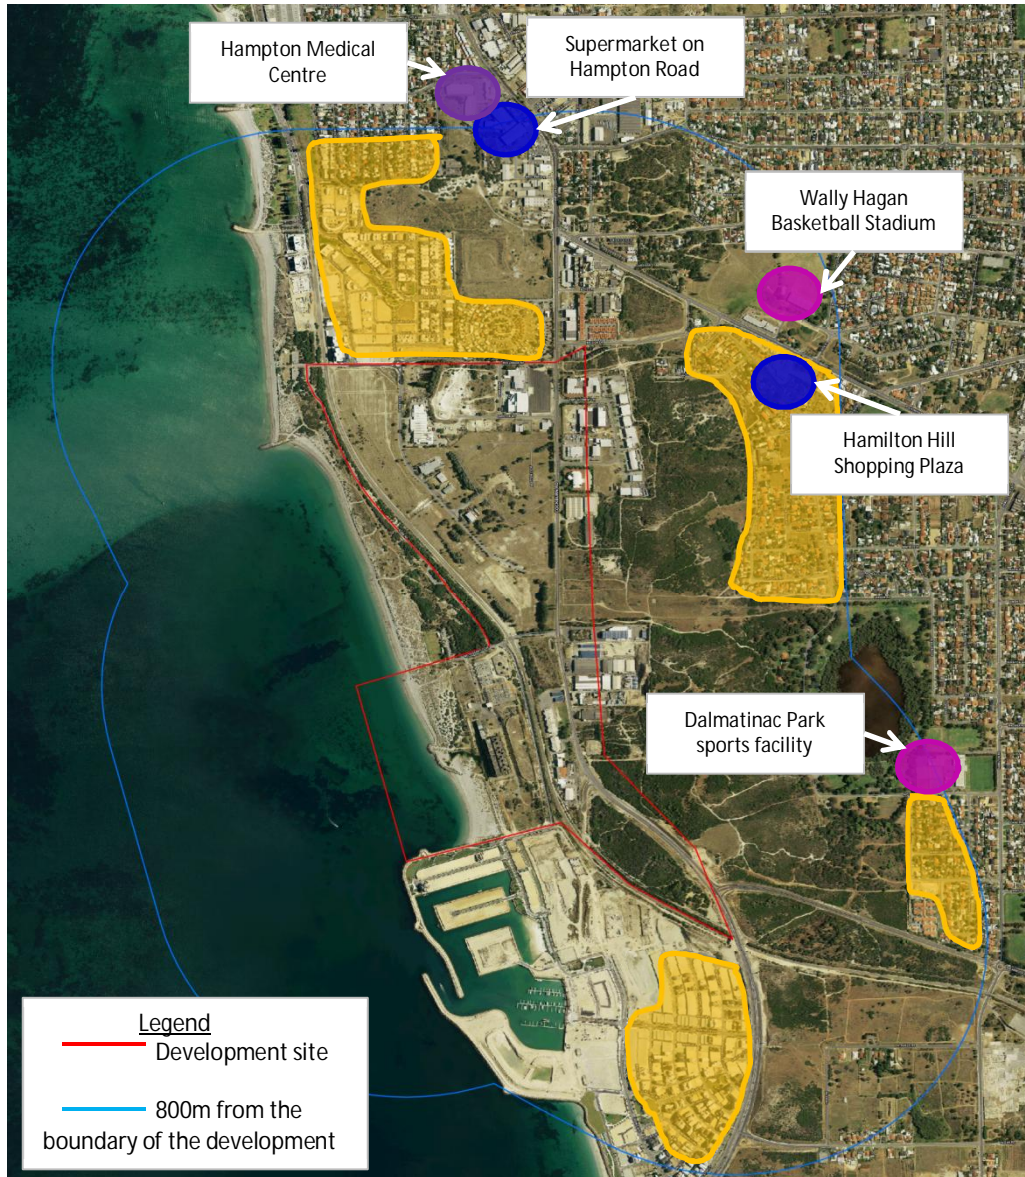 Hampton Medical
Centre
Supermarket on
Hampton Road
Wally Hagan
Basketball Stadium
Hamilton Hill
Shopping Plaza
Dalmatinac Park
sports facility
Legend
Development site
800m from the
boundary of the development